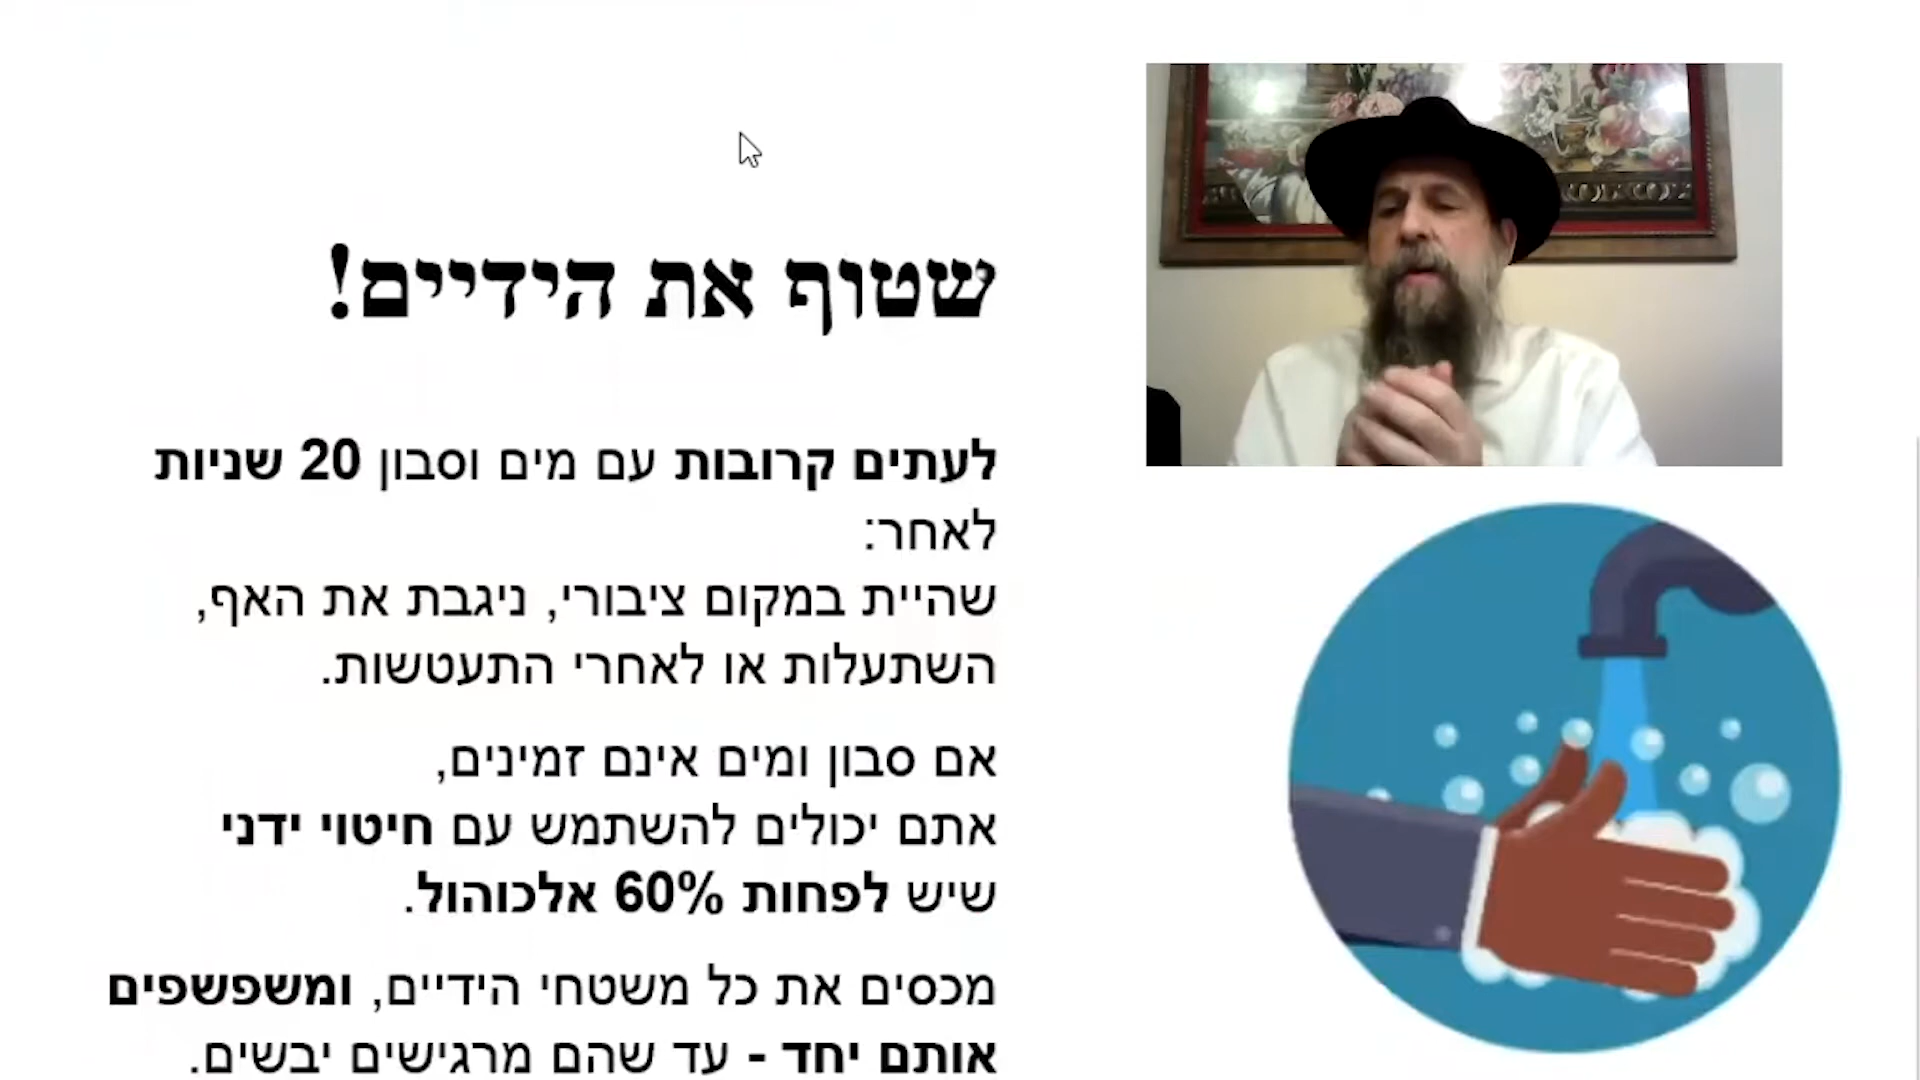 שטוף את הידיים!
לעתים קרובות עם מים וסבון 20 שניות
לאחר:
שהיית במקום ציבורי, ניגבת את האף,
השתעלות או לאחרי התעטשות.
אם סבון ומים אינם זמינים,
אתם יכולים להשתמש עם חיטוי ידני
שיש לפחות 60% אלכוהול.
מכסים את כל משטחי הידיים, ומשפשפים
אותם יחד - עד שהם מרגישים יבשים.